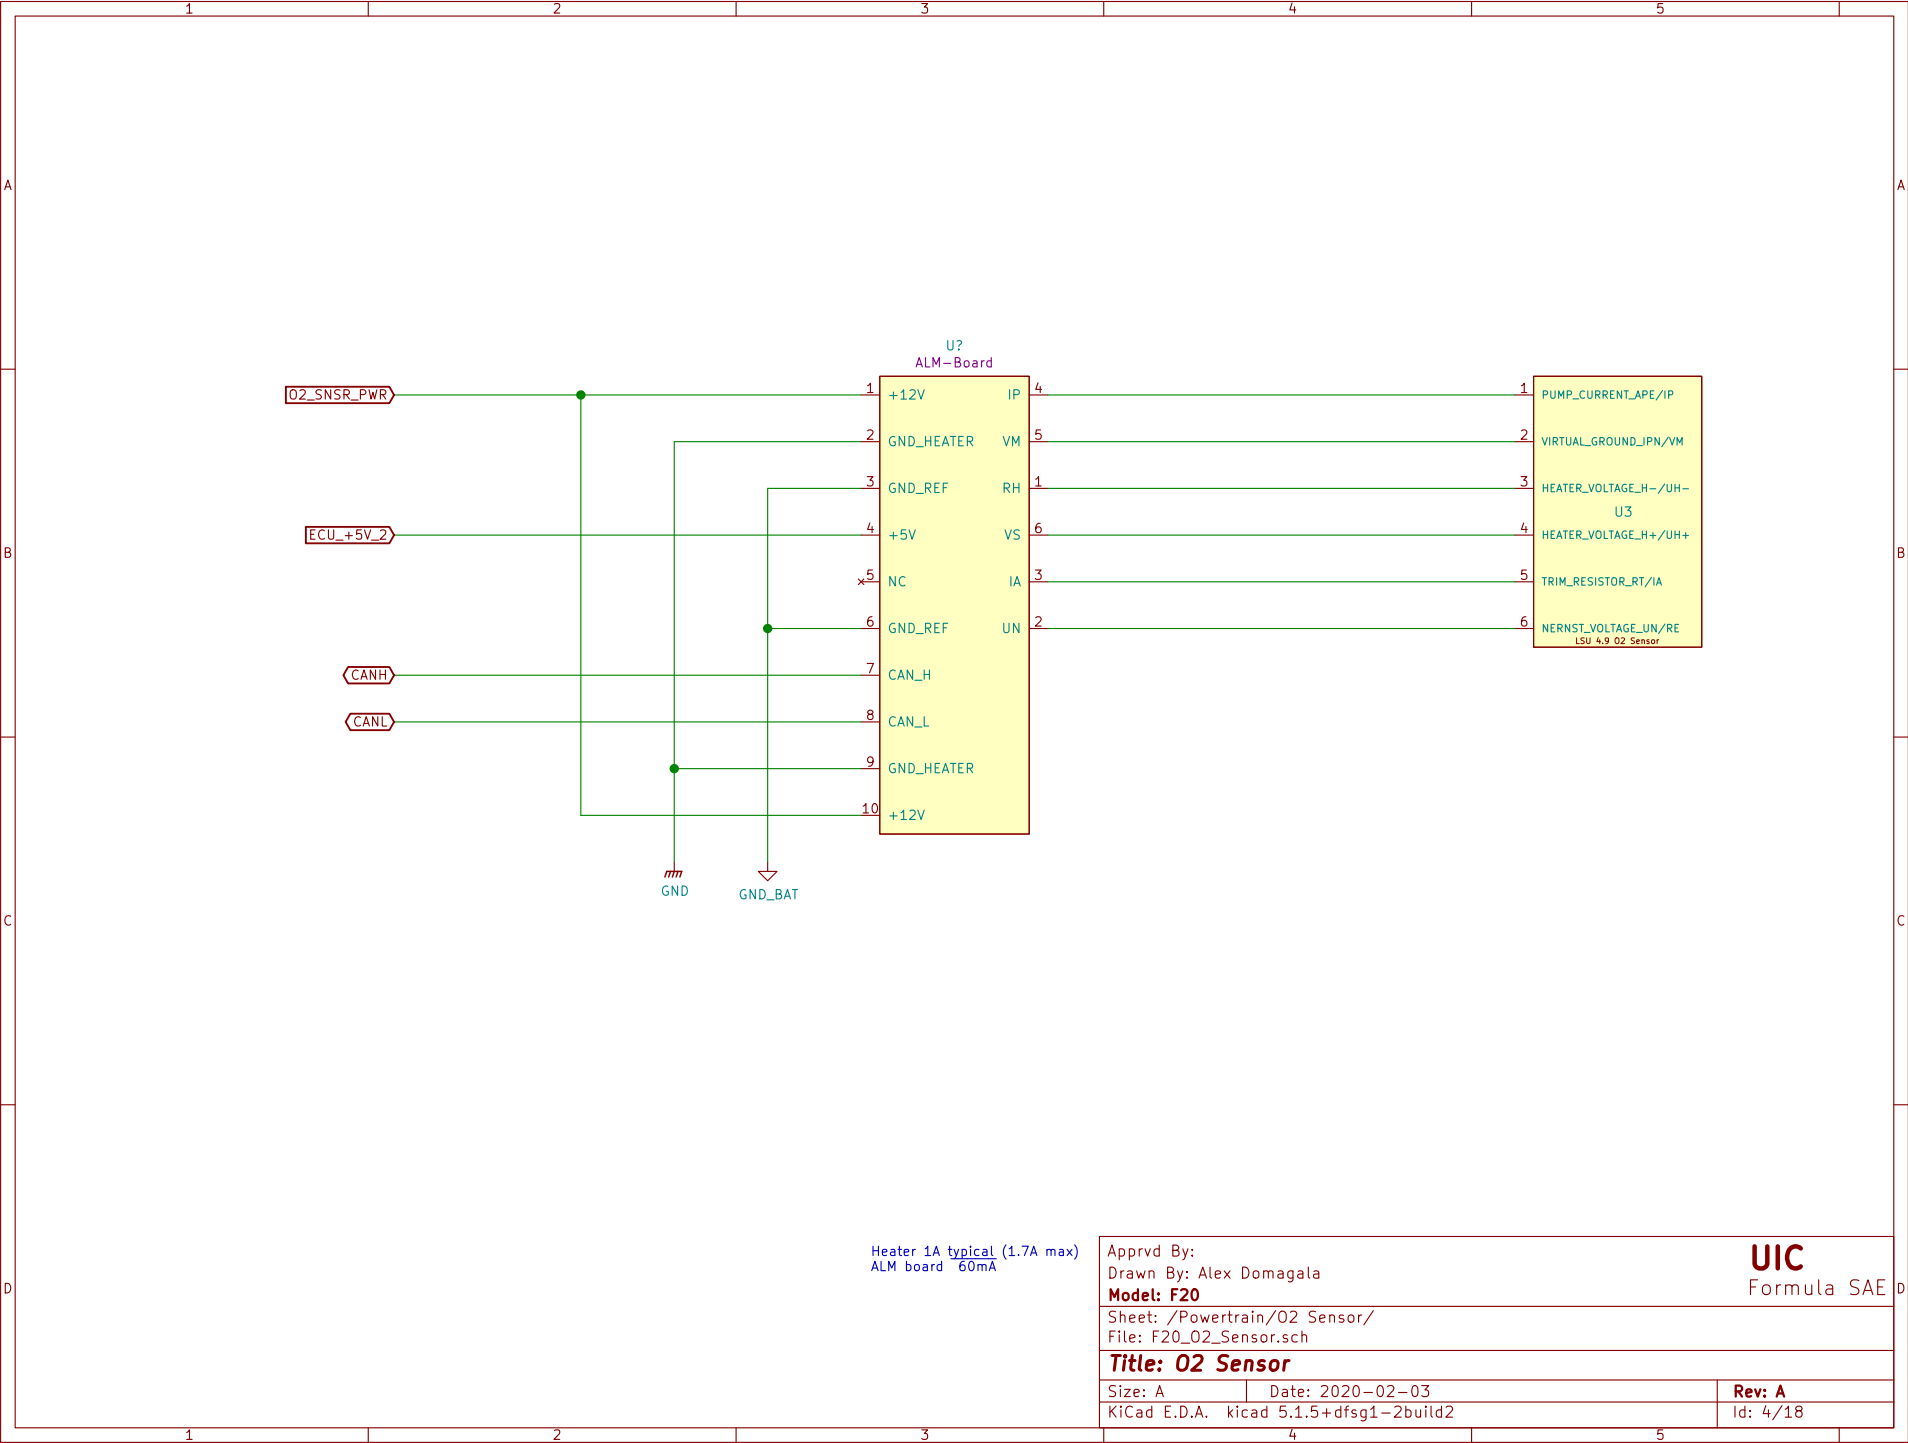 1 2 3 4 5
A A
U?
ALM-Board
O2_SNSR_PWR 1 +12V IP 4 1 PUMP_CURRENT_APE/IP
2 GND_HEATER VM 5 2 VIRTUAL_GROUND_IPN/VM
3 GND_REF RH 1 3 HEATER_VOLTAGE_H-/UH-
U3
ECU_+5V_2 4 +5V VS 6 4 HEATER_VOLTAGE_H+/UH+
B B
5 NC IA 3 5 TRIM_RESISTOR_RT/IA
6 GND_REF UN 2 6 NERNST_VOLTAGE_UN/RE
LSU 4.9 O2 Sensor
CANH 7 CAN_H
CANL 8 CAN_L
9 GND_HEATER
10 +12V
GND GND_BAT
C C
Heater 1A typical (1.7A max)
ALM board 60mA
Apprvd By:
Drawn By: Alex Domagala
Model: F20
UIC
Formula SAE
D D
Sheet: /Powertrain/O2 Sensor/
File: F20_O2_Sensor.sch
Title: O2 Sensor
Size: A Date: 2020-02-03 Rev: A
KiCad E.D.A. kicad 5.1.5+dfsg1-2build2 Id: 4/18
1 2 3 4 5